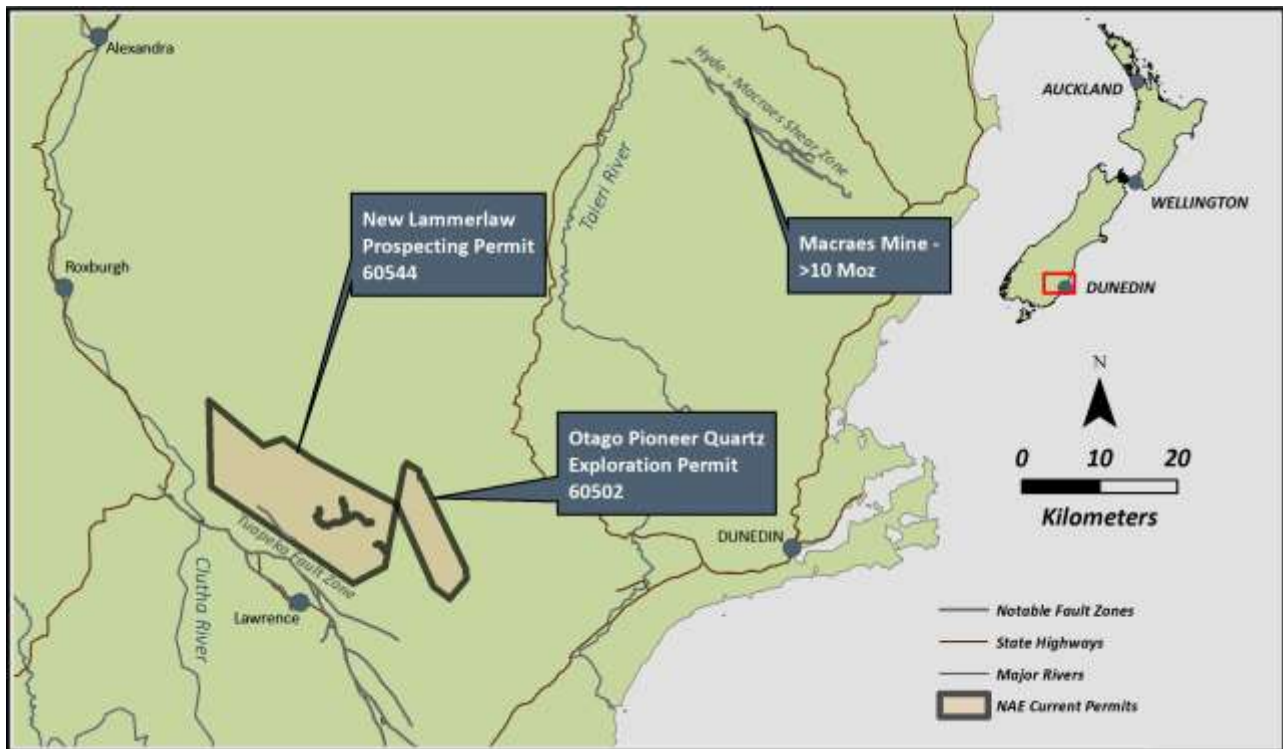 Alexandra
Hyde - Macraes Shear Zone
AUCKLAND
WELLINGTON
DUNEDIN
New Lammerlaw
Prospecting Permit
60544
Taieri River
Macraes Mine -
>10 Moz
Roxburgh
Otago Pioneer Quartz
Exploration Permit
60502
N
0 10 20
Kilometers
DUNEDIN
Tuapeka Fault Zone
Clutha River
Lawrence
Notable Fault Zones
State Highways
Major Rivers
NAE Current Permits